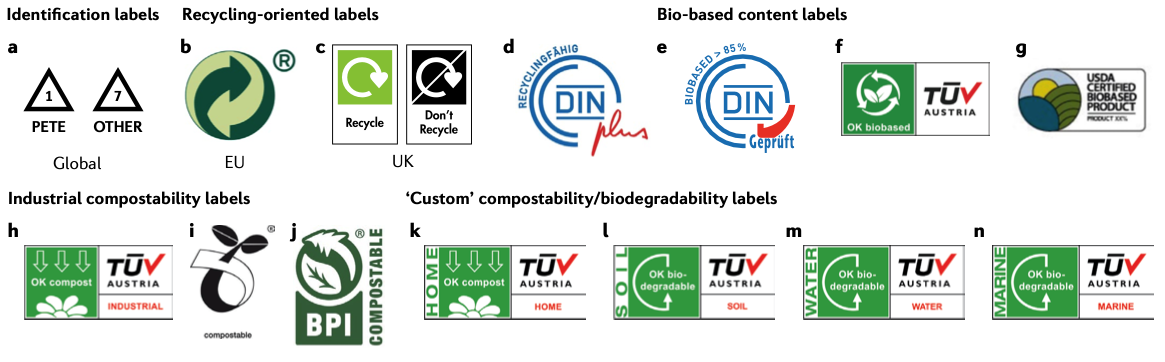 Identification labels
Recycling-oriented labels
Bio-based content labels
a
b
c
d
e
f
g
1
PETE
7
OTHER
Global
®
EU
Recycle
Don't
Recycle
UK
RECYCLINGFÄHIG
DIN
plus
BIOBASED > 85%
DIN
Geprüft
OK biobased
TÜV
AUSTRIA
USDA
CERTIFIED
BIOBASED
PRODUCT
PRODUCT XX%
Industrial compostability labels
'Custom' compostability/biodegradability labels
h
i
j
k
l
m
n
OK compost
TÜV
AUSTRIA
INDUSTRIAL
®
compostable
®
BPI
COMPOSTABLE
HOME
OK compost
TÜV
AUSTRIA
HOME
SOIL
OK bio-
degradable
TÜV
AUSTRIA
SOIL
WATER
OK bio-
degradable
TÜV
AUSTRIA
WATER
MARINE
OK bio-
degradable
TÜV
AUSTRIA
MARINE